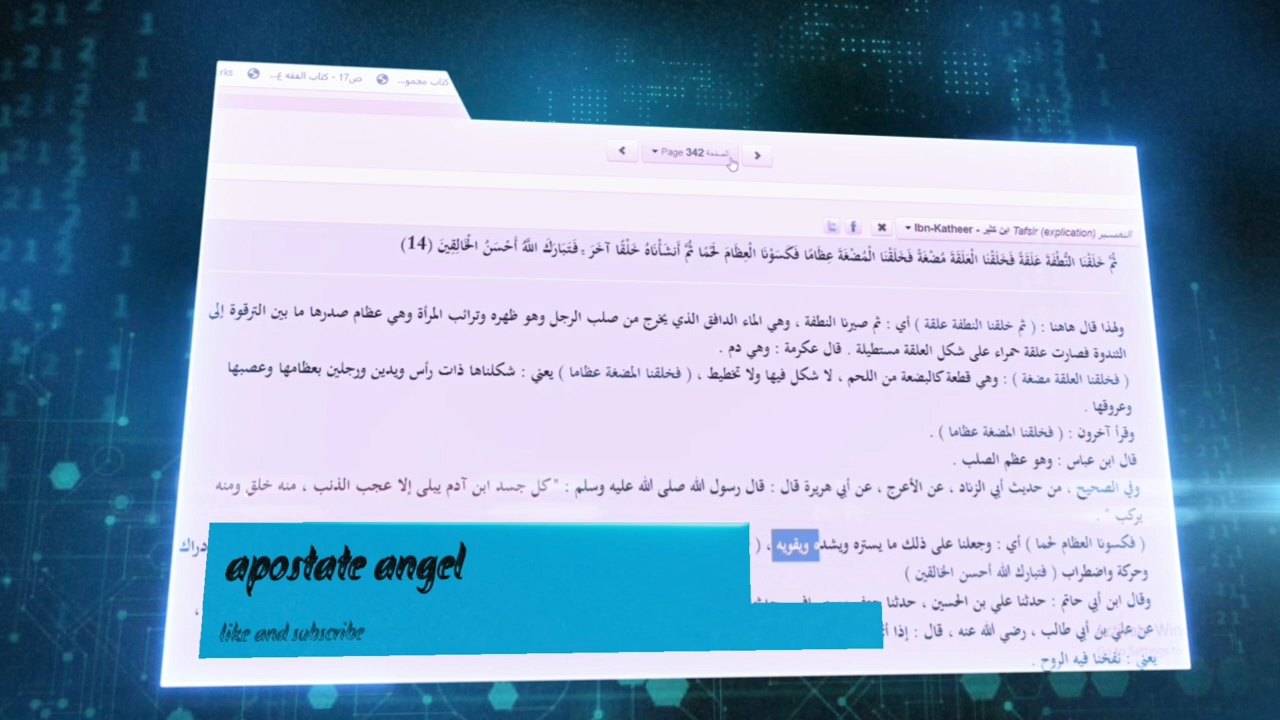 rks ص17 - كتاب الفقه ع... كتاب مجمو...
الصفحة Page 342
التفسير Tafsir (explication) ابن كثير - Ibn-Katheer
ثُمَّ خَلَقْنَا النُّطْفَةَ عَلَقَةً فَخَلَقْنَا الْعَلَقَةَ مُضْغَةً فَخَلَقْنَا الْمُضْغَةَ عِظَامًا فَكَسَوْنَا الْعِظَامَ لَحْمًا ثُمَّ أَنشَأْنَاهُ خَلْقًا آخَرَ ۚ فَتَبَارَكَ اللَّهُ أَحْسَنُ الْخَالِقِينَ (14)
ولهذا قال هاهنا : ( ثم خلقنا النطفة علقة ) أي : ثم صيرنا النطفة ، وهي الماء الدافق الذي يخرج من صلب الرجل وهو ظهره وترائب المرأة وهي عظام صدرها ما بين الترقوة إلى
الثندوة فصارت علقة حمراء على شكل العلقة مستطيلة . قال عكرمة : وهي دم .
( فخلقنا العلقة مضغة ) : وهي قطعة كالبضعة من اللحم ، لا شكل فيها ولا تخطيط ، ( فخلقنا المضغة عظاما ) يعني : شكلناها ذات رأس ويدين ورجلين بعظامها وعصبها
وعروقها .
وقرأ آخرون : ( فخلقنا المضغة عظاما ) .
قال ابن عباس : وهو عظم الصلب .
وفي الصحيح ، من حديث أبي الزناد ، عن الأعرج ، عن أبي هريرة قال : قال رسول الله صلى الله عليه وسلم : " كل جسد ابن آدم يبلى إلا عجب الذنب ، منه خلق ومنه
يركب " .
( فكسونا العظام لحما ) أي : وجعلنا على ذلك ما يستره ويشده ويقويه ، ( دراك
وحركة واضطراب ( فتبارك الله أحسن الخالقين )
وقال ابن أبي حاتم : حدثنا علي بن الحسين ، حدثنا
عن علي بن أبي طالب ، رضي الله عنه ، قال : إذا
يعني : نفخنا فيه الروح .
apostate angel
like and subscribe